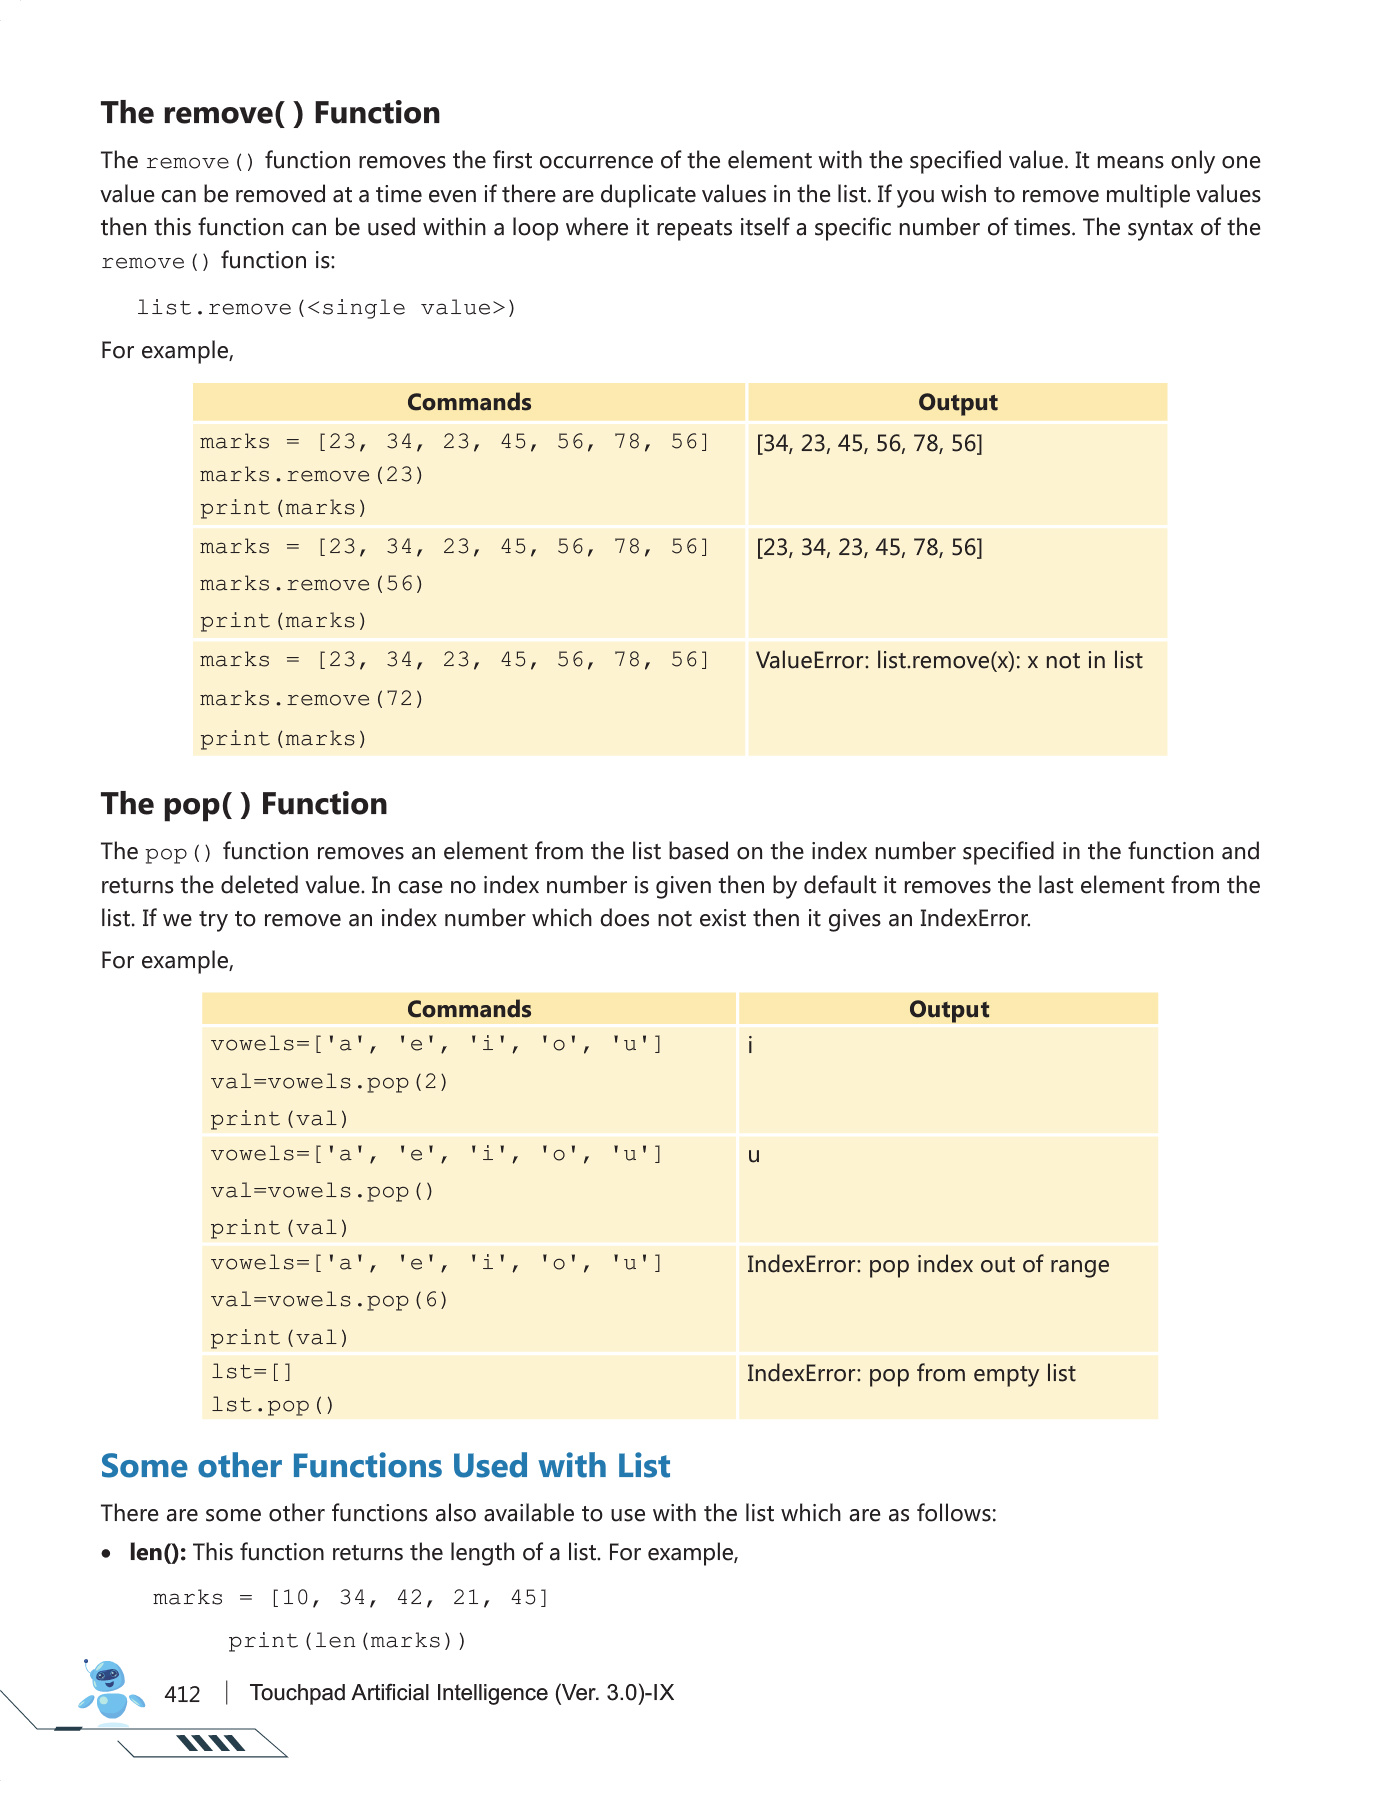 The remove( ) Function
The remove() function removes the first occurrence of the element with the specified value. It means only one
value can be removed at a time even if there are duplicate values in the list. If you wish to remove multiple values
then this function can be used within a loop where it repeats itself a specific number of times. The syntax of the
remove() function is:
list.remove(<single value>)
For example,
Commands Output
marks = [23, 34, 23, 45, 56, 78, 56] [34, 23, 45, 56, 78, 56]
marks.remove(23)
print(marks)
marks = [23, 34, 23, 45, 56, 78, 56] [23, 34, 23, 45, 78, 56]
marks.remove(56)
print(marks)
marks = [23, 34, 23, 45, 56, 78, 56] ValueError: list.remove(x): x not in list
marks.remove(72)
print(marks)
The pop( ) Function
The pop() function removes an element from the list based on the index number specified in the function and
returns the deleted value. In case no index number is given then by default it removes the last element from the
list. If we try to remove an index number which does not exist then it gives an IndexError.
For example,
Commands Output
vowels=['a', 'e', 'i', 'o', 'u'] i
val=vowels.pop(2)
print(val)
vowels=['a', 'e', 'i', 'o', 'u'] u
val=vowels.pop()
print(val)
vowels=['a', 'e', 'i', 'o', 'u'] IndexError: pop index out of range
val=vowels.pop(6)
print(val)
lst=[] IndexError: pop from empty list
lst.pop()
Some other Functions Used with List
There are some other functions also available to use with the list which are as follows:
• len(): This function returns the length of a list. For example,
marks = [10, 34, 42, 21, 45]
print(len(marks))
412 | Touchpad Artificial Intelligence (Ver. 3.0)-IX